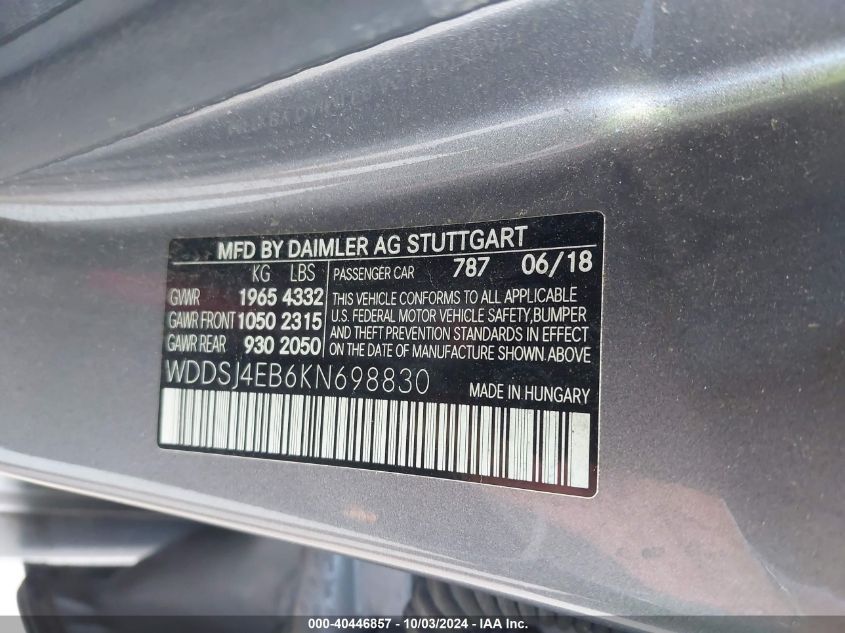 MFD BY DAIMLER AG STUTTGART
KG LBS
GVWR 1965 4332
GAWR FRONT 1050 2315
GAWR REAR 930 2050
PASSENGER CAR 787 06/18
THIS VEHICLE CONFORMS TO ALL APPLICABLE
U.S. FEDERAL MOTOR VEHICLE SAFETY, BUMPER
AND THEFT PREVENTION STANDARDS IN EFFECT
ON THE DATE OF MANUFACTURE SHOWN ABOVE
WDDSJ4EB6KN698830
MADE IN HUNGARY
000-40446857 - 10/03/2024 - IAA Inc.